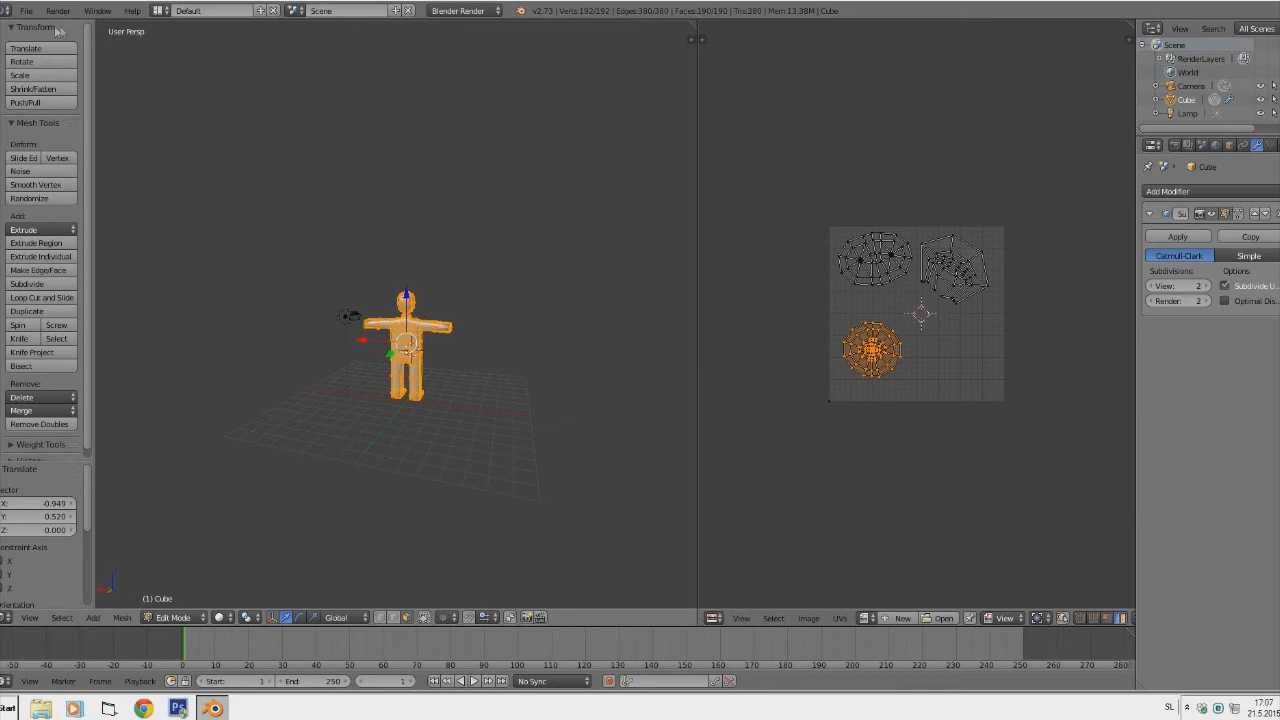 File Render Window Help Default Scene Blender Render v2.73 | Verts:192/192 | Edges:380/380 | Faces:190/190 | Tris:380 | Mem:13.38M | Cube
Transform
Translate
Rotate
Scale
Shrink/Fatten
Push/Pull
Mesh Tools
Deform:
Slide Ed Vertex
Noise
Smooth Vertex
Randomize
Add:
Extrude
Extrude Region
Extrude Individual
Make Edge/Face
Subdivide
Loop Cut and Slide
Duplicate
Spin Screw
Knife Select
Knife Project
Bisect
Remove:
Delete
Merge
Remove Doubles
Weight Tools
Translate
ector
X: -0.949
Y: 0.520
Z: 0.000
onstraint Axis
X
Y
Z
rientation
User Persp
(1) Cube
View Select Add Mesh Edit Mode Global
View Select Image UVs New Open View
View Search All Scenes
Scene
RenderLayers
World
Camera
Cube
Lamp
Cube
Add Modifier
Su
Apply Copy
Catmull-Clark Simple
Subdivisions: Options:
View: 2 Subdivide U...
Render: 2 Optimal Dis...
-50 -40 -30 -20 -10 0 10 20 30 40 50 60 70 80 90 100 110 120 130 140 150 160 170 180 190 200 210 220 230 240 250 260 270 280
View Marker Frame Playback Start: 1 End: 250 1 No Sync
Start
SL
17:07
21.5.2015